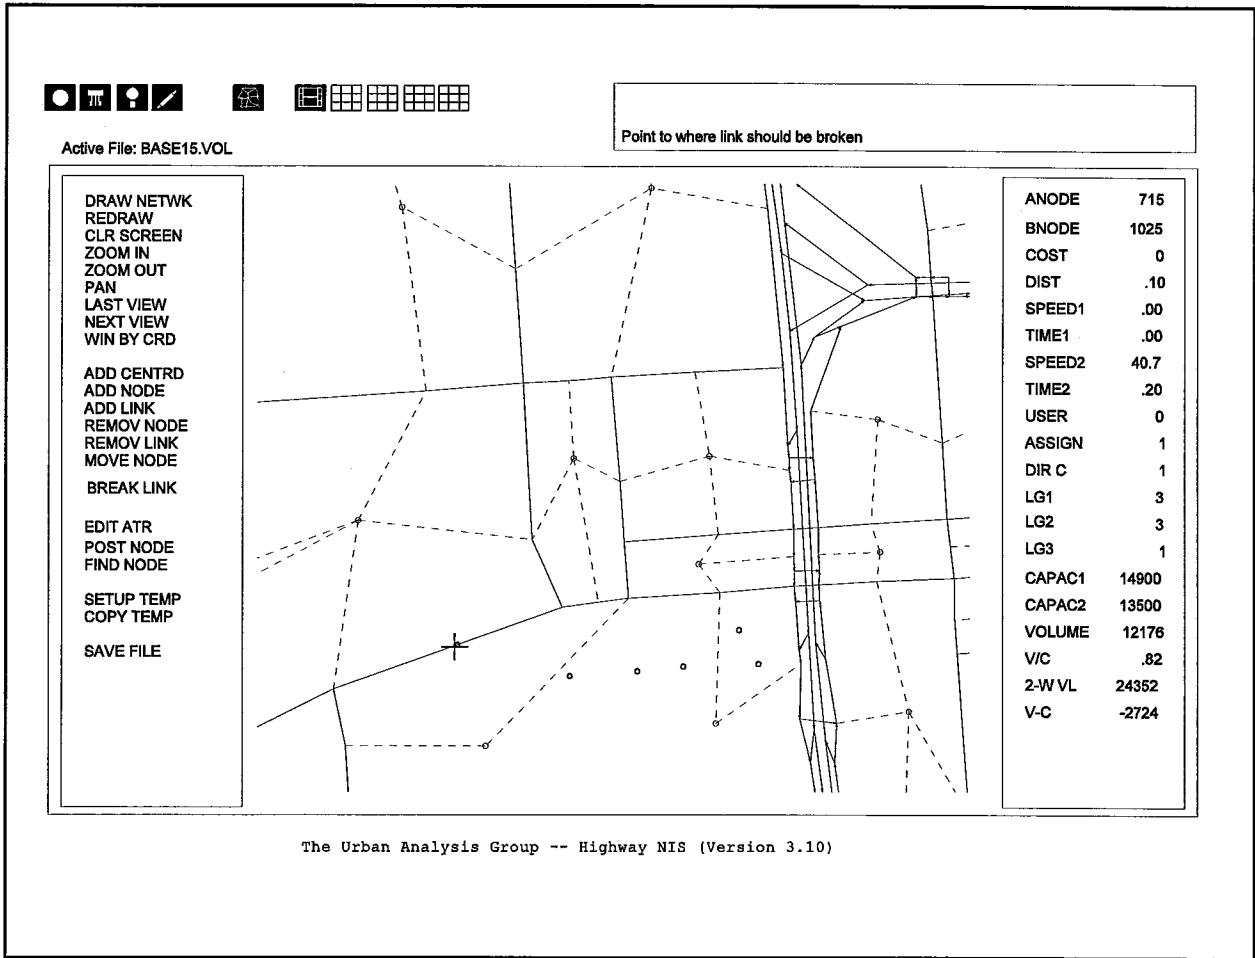 Active File: BASE15.VOL
Point to where link should be broken
DRAW NETWK
REDRAW
CLR SCREEN
ZOOM IN
ZOOM OUT
PAN
LAST VIEW
NEXT VIEW
WIN BY CRD
ADD CENTRD
ADD NODE
ADD LINK
REMOV NODE
REMOV LINK
MOVE NODE
BREAK LINK
EDIT ATR
POST NODE
FIND NODE
SETUP TEMP
COPY TEMP
SAVE FILE
ANODE 715
BNODE 1025
COST 0
DIST .10
SPEED1 .00
TIME1 .00
SPEED2 40.7
TIME2 .20
USER 0
ASSIGN 1
DIR C 1
LG1 3
LG2 3
LG3 1
CAPAC1 14900
CAPAC2 13500
VOLUME 12176
V/C .82
2-W VL 24352
V-C -2724
The Urban Analysis Group -- Highway NIS (Version 3.10)